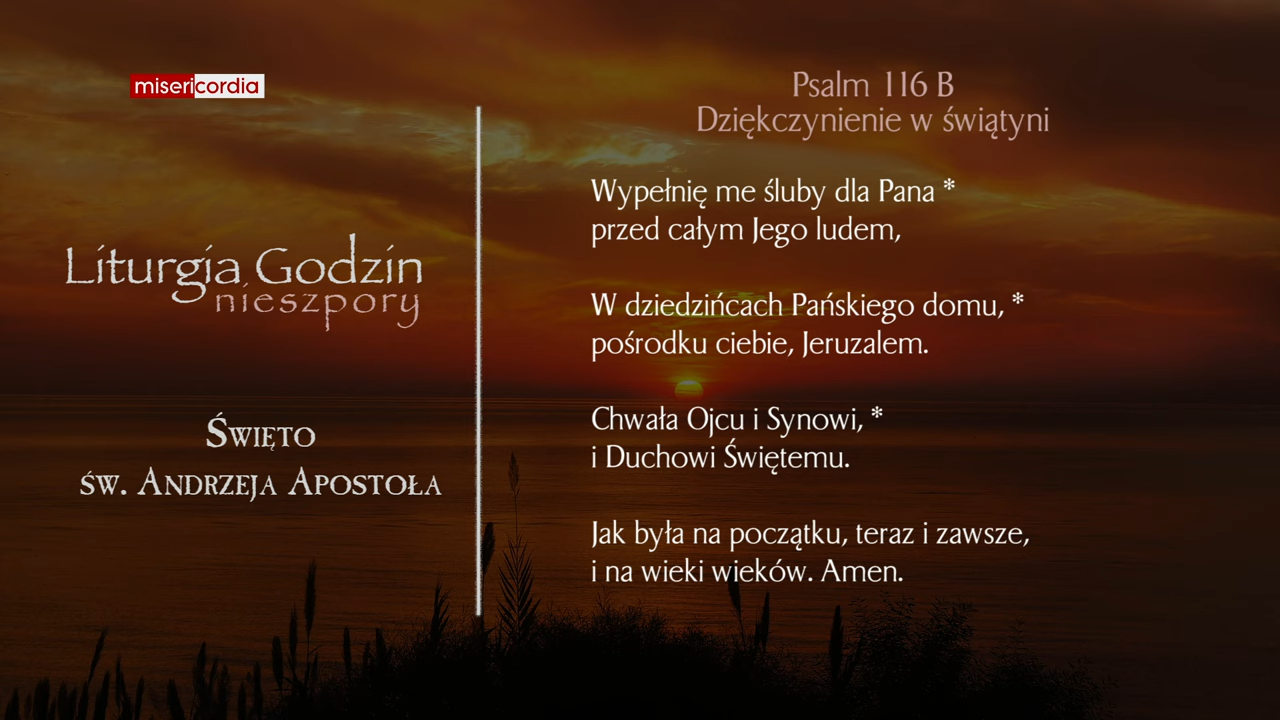 misericordia
Liturgia Godzin
nieszpory
Święto
św. Andrzeja Apostoła
Psalm 116 B
Dziękczynienie w świątyni
Wypełnię me śluby dla Pana *
przed całym Jego ludem,
W dziedzińcach Pańskiego domu, *
pośrodku ciebie, Jeruzalem.
Chwała Ojcu i Synowi, *
i Duchowi Świętemu.
Jak była na początku, teraz i zawsze,
i na wieki wieków. Amen.